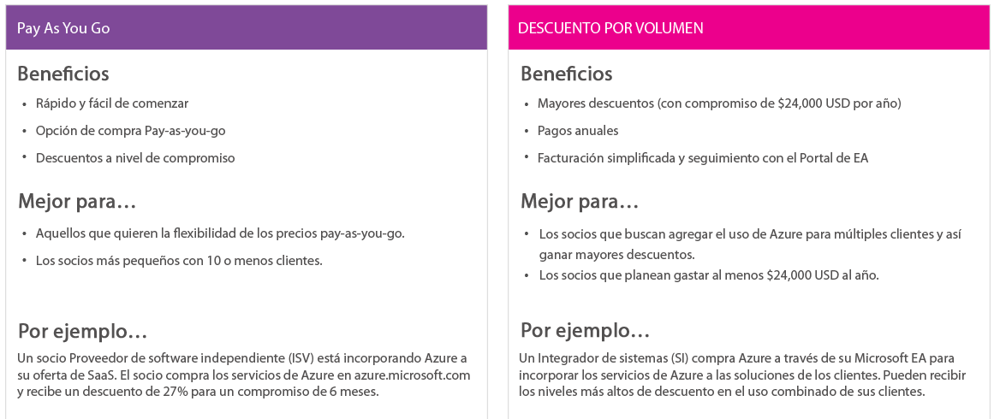 Pay As You Go
Beneficios
• Rápido y fácil de comenzar
• Opción de compra Pay-as-you-go
• Descuentos a nivel de compromiso
Mejor para…
• Aquellos que quieren la flexibilidad de los precios pay-as-you-go.
• Los socios más pequeños con 10 o menos clientes.
Por ejemplo…
Un socio Proveedor de software independiente (ISV) está incorporando Azure a
su oferta de SaaS. El socio compra los servicios de Azure en azure.microsoft.com
y recibe un descuento de 27% para un compromiso de 6 meses.
DESCUENTO POR VOLUMEN
Beneficios
• Mayores descuentos (con compromiso de $24,000 USD por año)
• Pagos anuales
• Facturación simplificada y seguimiento con el Portal de EA
Mejor para…
• Los socios que buscan agregar el uso de Azure para múltiples clientes y así
ganar mayores descuentos.
• Los socios que planean gastar al menos $24,000 USD al año.
Por ejemplo…
Un Integrador de sistemas (SI) compra Azure a través de su Microsoft EA para
incorporar los servicios de Azure a las soluciones de los clientes. Pueden recibir
los niveles más altos de descuento en el uso combinado de sus clientes.